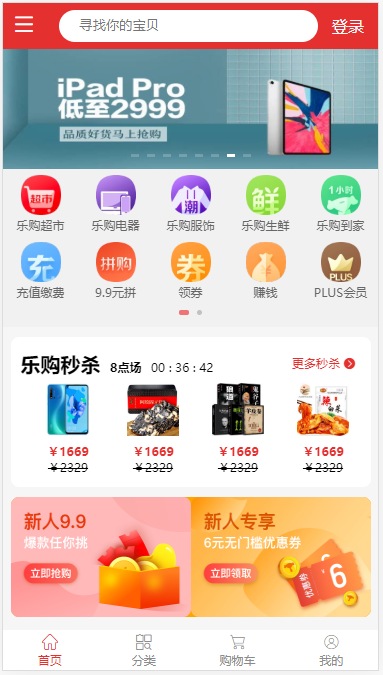 寻找你的宝贝
登录
iPad Pro
低至2999
品质好货马上抢购
超市
潮
鲜
1小时
乐购超市
乐购电器
乐购服饰
乐购生鲜
乐购到家
充
拼购
券
PLUS
充值缴费
9.9元拼
领券
赚钱
PLUS会员
乐购秒杀 8点场 00 : 36 : 42
更多秒杀
￥1669
￥1669
￥1669
￥1669
￥2329
￥2329
￥2329
￥2329
新人9.9
爆款任你挑
立即抢购
新人专享
6元无门槛优惠券
立即领取
优惠券
6
首页
分类
购物车
我的